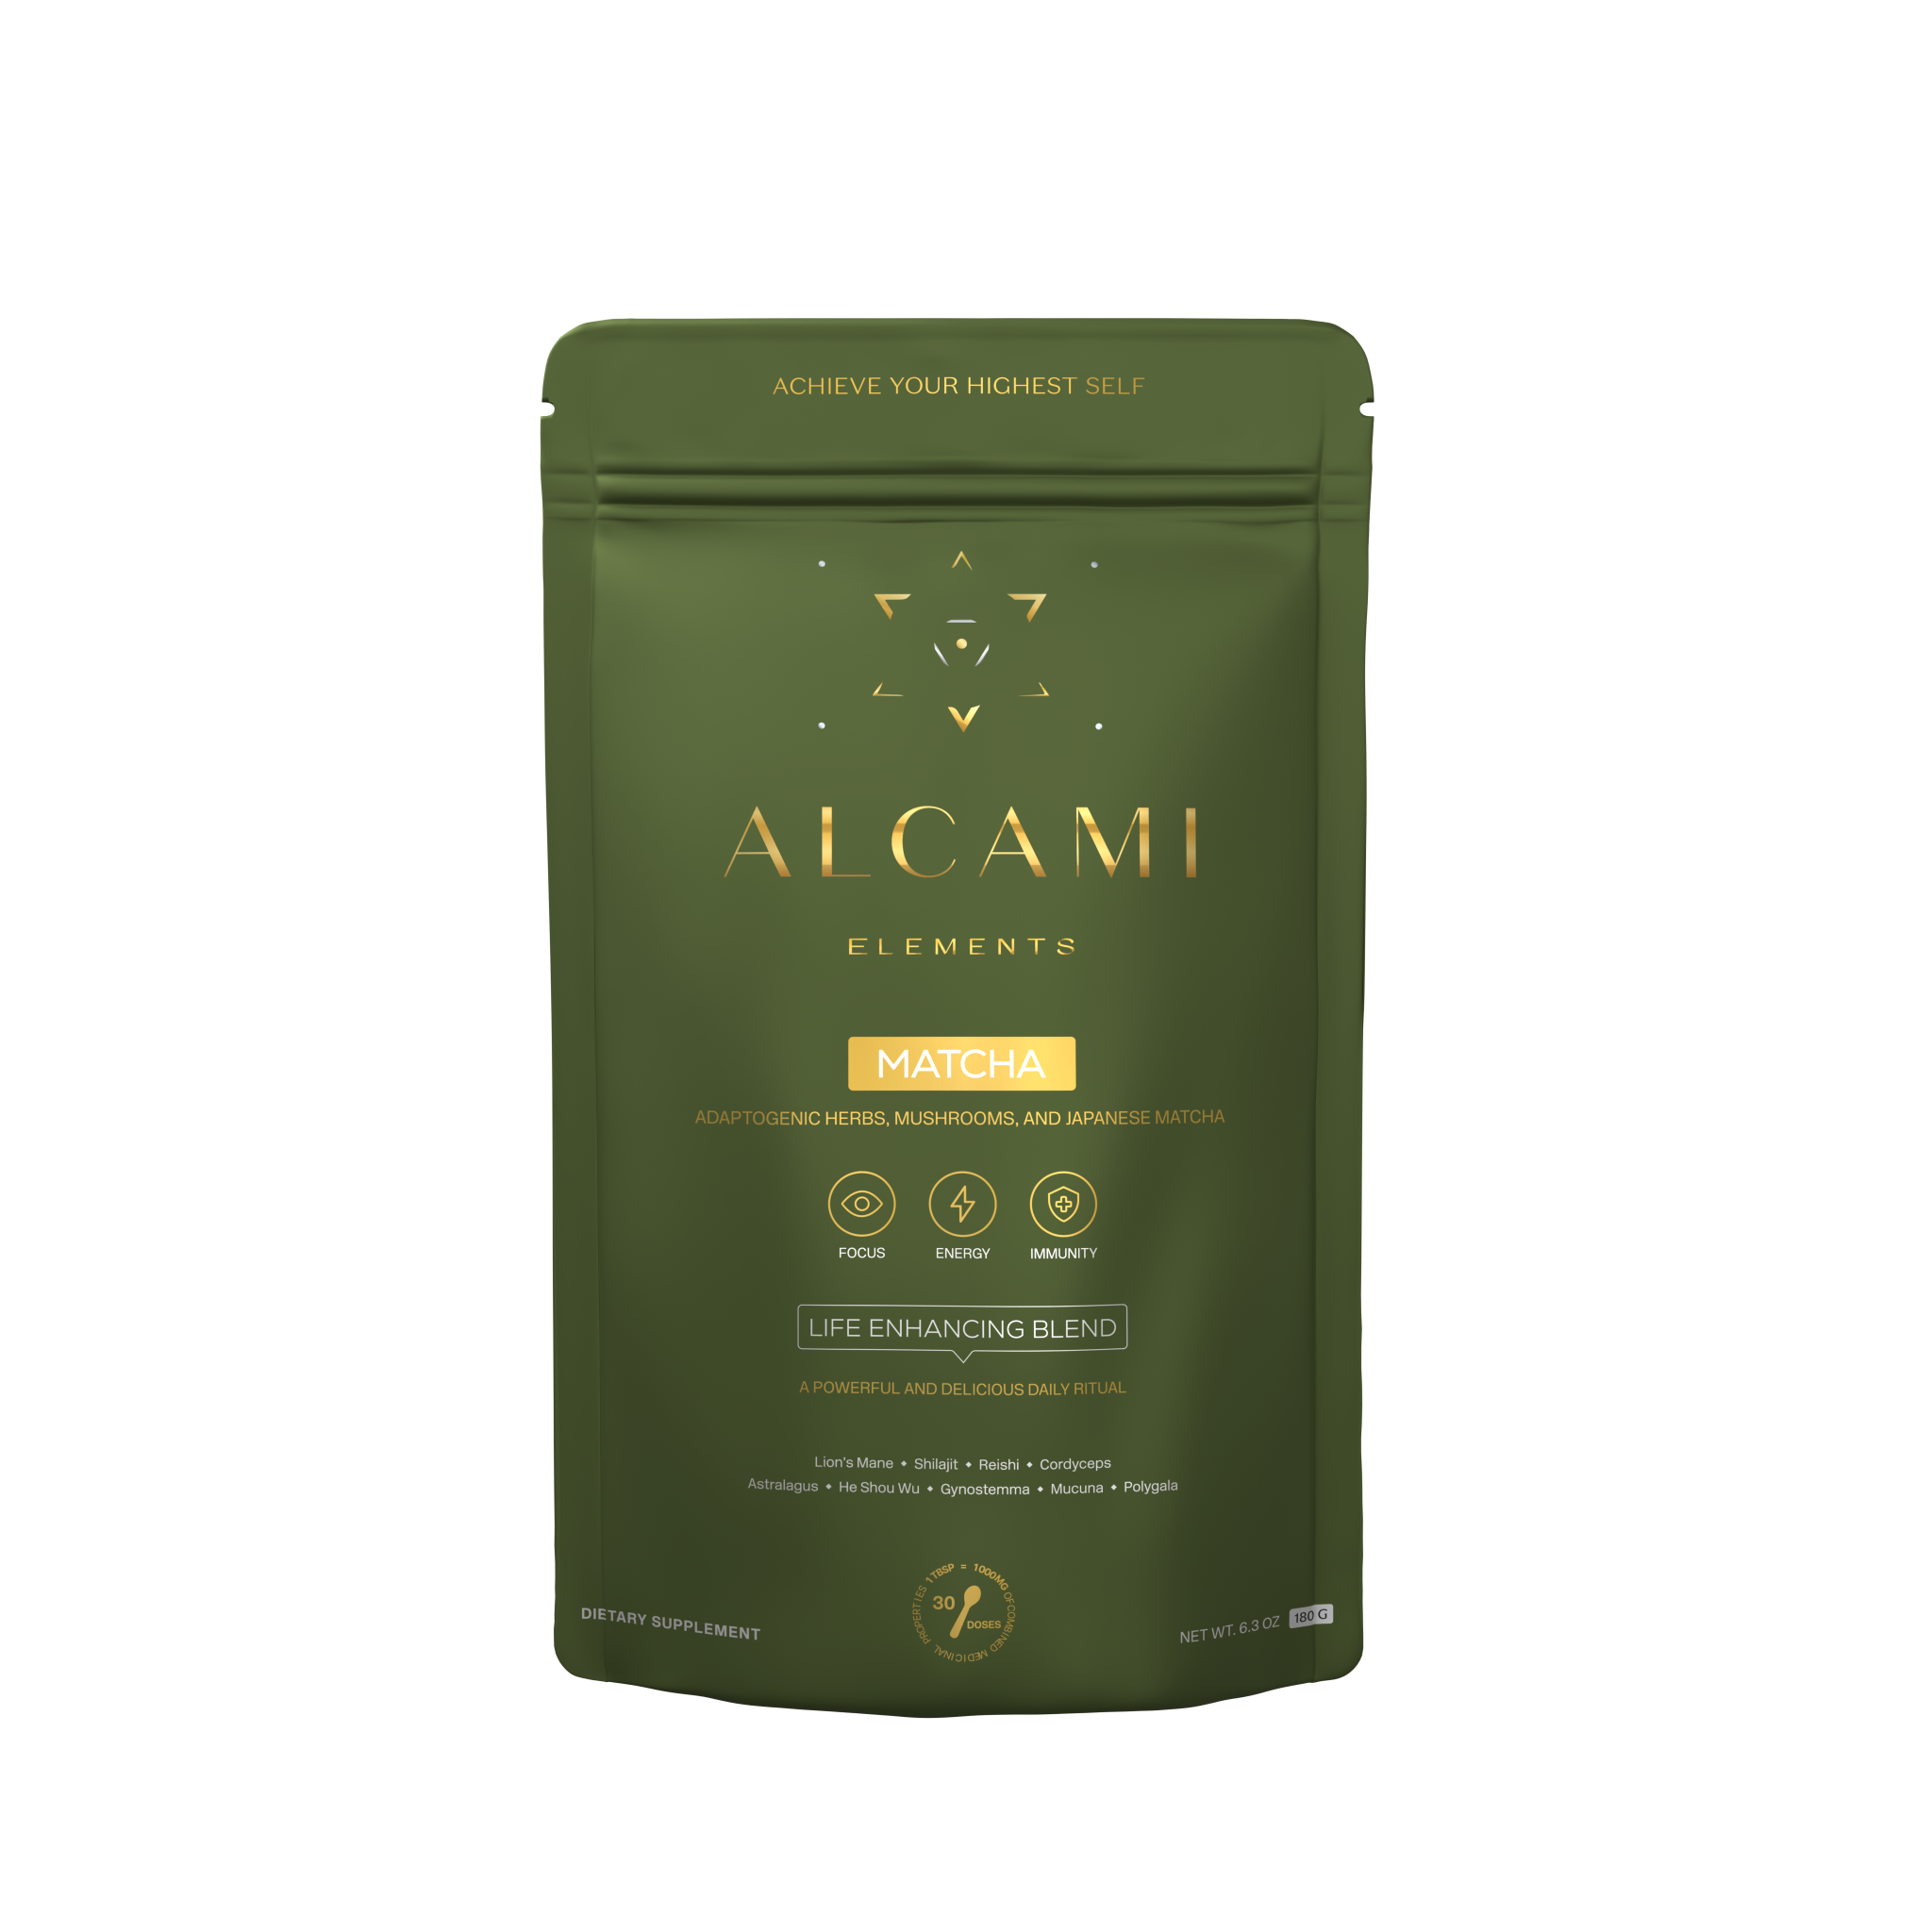 ACHIEVE YOUR HIGHEST SELF
ALCAMI
ELEMENTS
MATCHA
ADAPTOGENIC HERBS, MUSHROOMS, AND JAPANESE MATCHA
FOCUS
ENERGY
IMMUNITY
LIFE ENHANCING BLEND
A POWERFUL AND DELICIOUS DAILY RITUAL
Lion's Mane • Shilajit • Reishi • Cordyceps
Astralagus • He Shou Wu • Gynostemma • Mucuna • Polygala
1 TBSP = 1000MG OF COMBINED MEDICINAL PROPERTIES
30
DOSES
DIETARY SUPPLEMENT
NET WT. 6.3 OZ 180 G